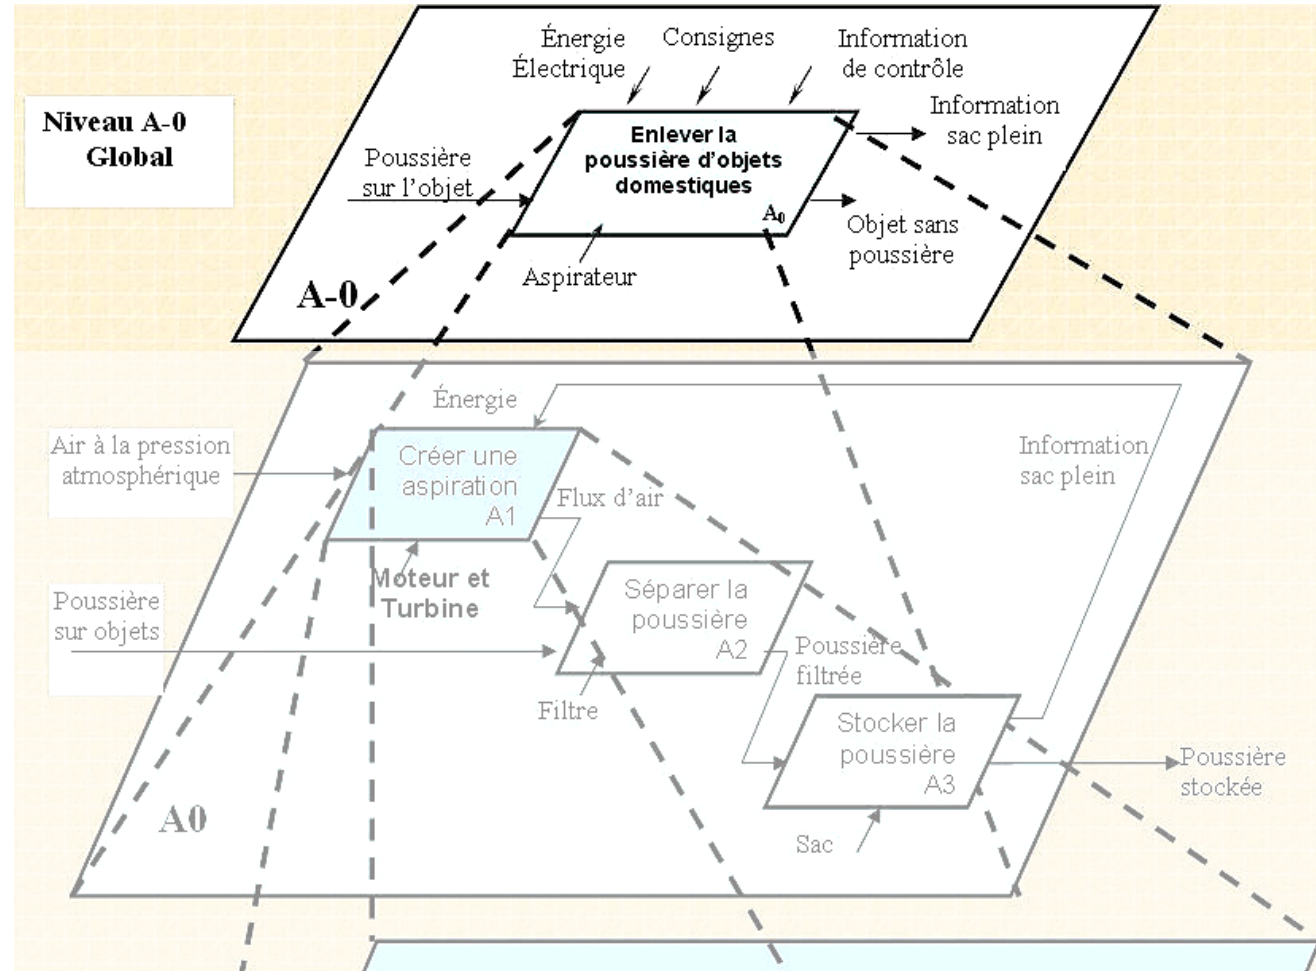 Énergie
Électrique
Consignes
Information
de contrôle
Niveau A-0
Global
Information
sac plein
Enlever la
poussière d'objets
domestiques
A0
Poussière
sur l'objet
Objet sans
poussière
Aspirateur
A-0
Énergie
Air à la pression
atmosphérique
Créer une
aspiration
A1
Information
sac plein
Flux d'air
Moteur et
Turbine
Poussière
sur objets
Séparer la
poussière
A2
Poussière
filtrée
Filtre
Stocker la
poussière
A3
Poussière
stockée
A0
Sac